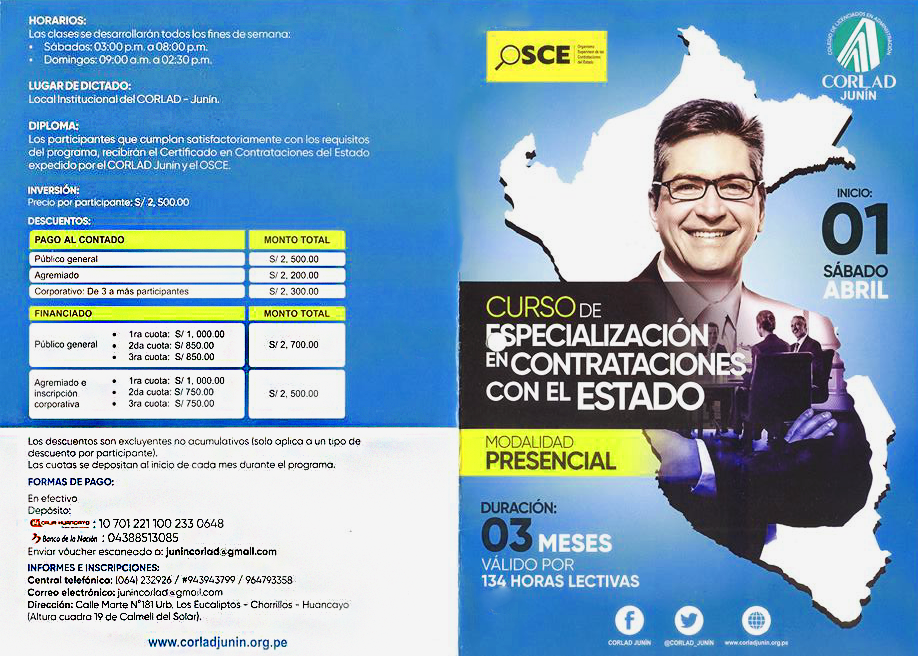 HORARIOS:
Las clases se desarrollarán todos los fines de semana:
• Sábados: 03:00 p.m. a 08:00 p.m.
• Domingos: 09:00 a.m. a 02:30 p.m.
LUGAR DE DICTADO:
Local Institucional del CORLAD - Junín.
DIPLOMA:
Los participantes que cumplan satisfactoriamente con los requisitos
del programa, recibirán el Certificado en Contrataciones del Estado
expedido por el CORLAD Junín y el OSCE.
INVERSIÓN:
Precio por participante: S/ 2, 500.00
DESCUENTOS:
PAGO AL CONTADO MONTO TOTAL
Público general S/ 2, 500.00
Agremiado S/ 2, 200.00
Corporativo: De 3 a más participantes S/ 2, 300.00
FINANCIADO MONTO TOTAL
• 1ra cuota: S/ 1, 000.00
Público general • 2da cuota: S/ 850.00 S/ 2, 700.00
• 3ra cuota: S/ 850.00
Agremiado e • 1ra cuota: S/ 1, 000.00
inscripción • 2da cuota: S/ 750.00 S/ 2, 500.00
corporativa • 3ra cuota: S/ 750.00
Los descuentos son excluyentes no acumulativos (solo aplica a un tipo de
descuento por participante).
Las cuotas se depositan al inicio de cada mes durante el programa.
FORMAS DE PAGO:
En efectivo
Depósito:
Caja Huancayo : 10 701 221 100 233 0648
Banco de la Nación : 04388513085
Enviar vóucher escaneado a: junincorlad@gmail.com
INFORMES E INSCRIPCIONES:
Central telefónica: (064) 232926 / #943943799 / 964793358
Correo electrónico: junincorlad@gmail.com
Dirección: Calle Marte N°181 Urb. Los Eucaliptos - Chorrillos - Huancayo
(Altura cuadra 19 de Calmell del Solar).
www.corladjunin.org.pe
OSCE
Organismo
Supervisor de las
Contrataciones
del Estado
COLEGIO DE LICENCIADOS EN ADMINISTRACIÓN
CORLAD
JUNÍN
INICIO:
01
SÁBADO
ABRIL
CURSO DE
ESPECIALIZACIÓN
EN CONTRATACIONES
CON EL ESTADO
MODALIDAD
PRESENCIAL
DURACIÓN:
03 MESES
VÁLIDO POR
134 HORAS LECTIVAS
CORLAD JUNÍN @CORLAD_JUNÍN www.corladjunin.org.pe